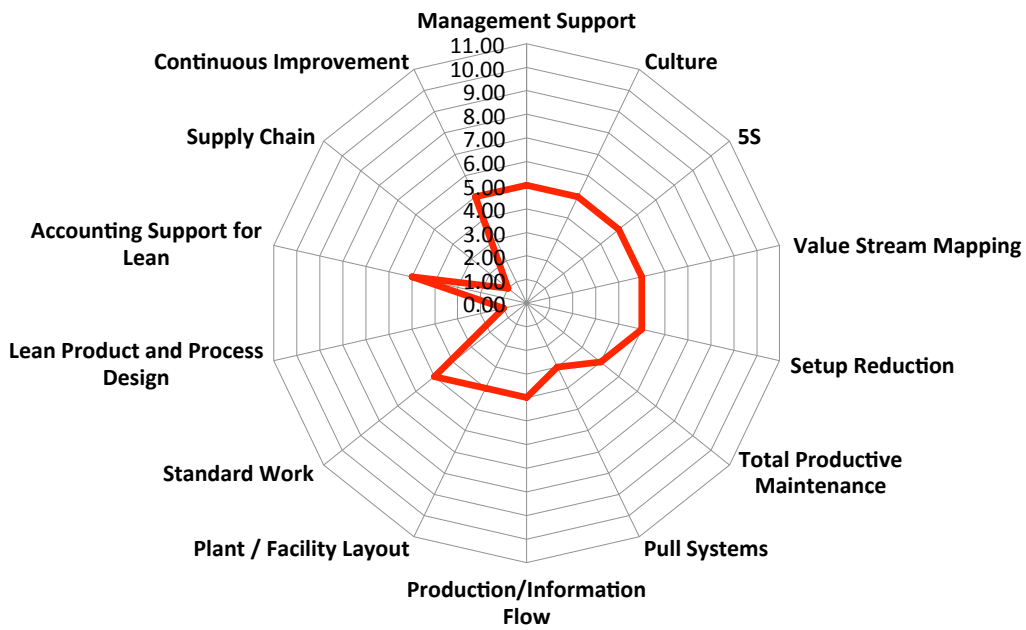 Management Support
11.00
10.00
9.00
8.00
7.00
6.00
5.00
4.00
3.00
2.00
1.00
0.00
Culture
5S
Value Stream Mapping
Setup Reduction
Total Productive
Maintenance
Pull Systems
Production/Information
Flow
Plant / Facility Layout
Standard Work
Lean Product and Process
Design
Accounting Support for
Lean
Supply Chain
Continuous Improvement